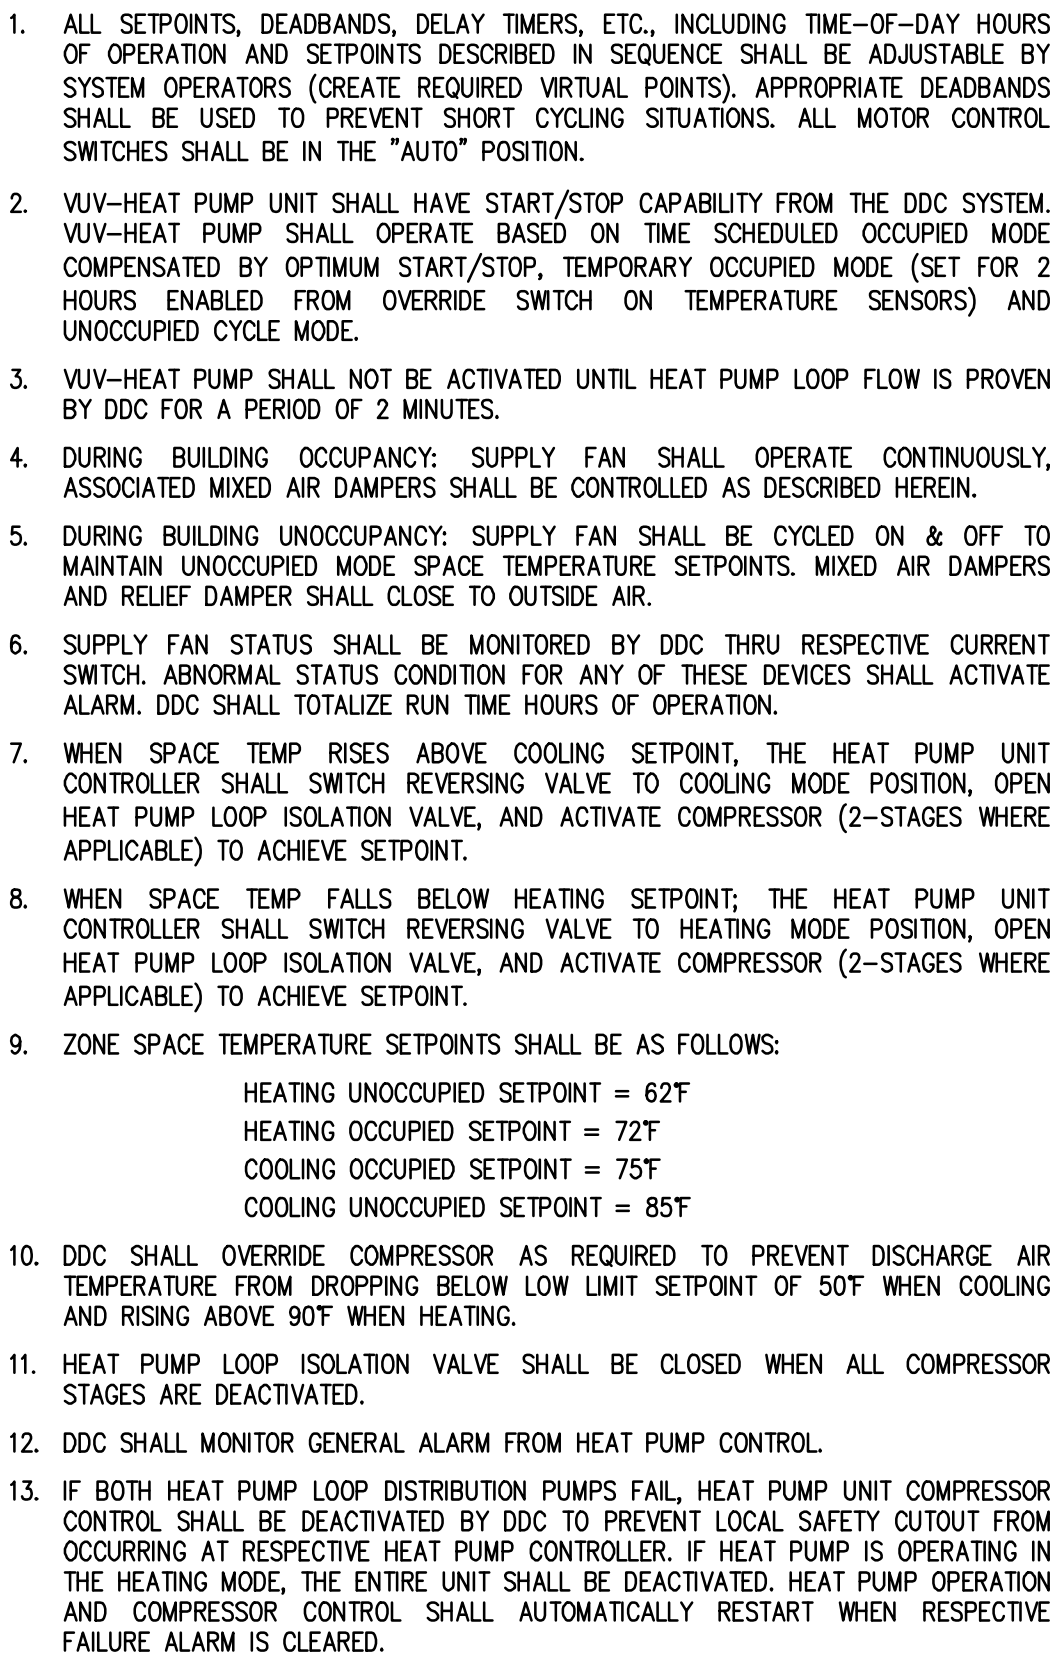 1. ALL SETPOINTS, DEADBANDS, DELAY TIMERS, ETC., INCLUDING TIME-OF-DAY HOURS
OF OPERATION AND SETPOINTS DESCRIBED IN SEQUENCE SHALL BE ADJUSTABLE BY
SYSTEM OPERATORS (CREATE REQUIRED VIRTUAL POINTS). APPROPRIATE DEADBANDS
SHALL BE USED TO PREVENT SHORT CYCLING SITUATIONS. ALL MOTOR CONTROL
SWITCHES SHALL BE IN THE "AUTO" POSITION.
2. VUV-HEAT PUMP UNIT SHALL HAVE START/STOP CAPABILITY FROM THE DDC SYSTEM.
VUV-HEAT PUMP SHALL OPERATE BASED ON TIME SCHEDULED OCCUPIED MODE
COMPENSATED BY OPTIMUM START/STOP, TEMPORARY OCCUPIED MODE (SET FOR 2
HOURS ENABLED FROM OVERRIDE SWITCH ON TEMPERATURE SENSORS) AND
UNOCCUPIED CYCLE MODE.
3. VUV-HEAT PUMP SHALL NOT BE ACTIVATED UNTIL HEAT PUMP LOOP FLOW IS PROVEN
BY DDC FOR A PERIOD OF 2 MINUTES.
4. DURING BUILDING OCCUPANCY: SUPPLY FAN SHALL OPERATE CONTINUOUSLY,
ASSOCIATED MIXED AIR DAMPERS SHALL BE CONTROLLED AS DESCRIBED HEREIN.
5. DURING BUILDING UNOCCUPANCY: SUPPLY FAN SHALL BE CYCLED ON & OFF TO
MAINTAIN UNOCCUPIED MODE SPACE TEMPERATURE SETPOINTS. MIXED AIR DAMPERS
AND RELIEF DAMPER SHALL CLOSE TO OUTSIDE AIR.
6. SUPPLY FAN STATUS SHALL BE MONITORED BY DDC THRU RESPECTIVE CURRENT
SWITCH. ABNORMAL STATUS CONDITION FOR ANY OF THESE DEVICES SHALL ACTIVATE
ALARM. DDC SHALL TOTALIZE RUN TIME HOURS OF OPERATION.
7. WHEN SPACE TEMP RISES ABOVE COOLING SETPOINT, THE HEAT PUMP UNIT
CONTROLLER SHALL SWITCH REVERSING VALVE TO COOLING MODE POSITION, OPEN
HEAT PUMP LOOP ISOLATION VALVE, AND ACTIVATE COMPRESSOR (2-STAGES WHERE
APPLICABLE) TO ACHIEVE SETPOINT.
8. WHEN SPACE TEMP FALLS BELOW HEATING SETPOINT; THE HEAT PUMP UNIT
CONTROLLER SHALL SWITCH REVERSING VALVE TO HEATING MODE POSITION, OPEN
HEAT PUMP LOOP ISOLATION VALVE, AND ACTIVATE COMPRESSOR (2-STAGES WHERE
APPLICABLE) TO ACHIEVE SETPOINT.
9. ZONE SPACE TEMPERATURE SETPOINTS SHALL BE AS FOLLOWS:
HEATING UNOCCUPIED SETPOINT = 62°F
HEATING OCCUPIED SETPOINT = 72°F
COOLING OCCUPIED SETPOINT = 75°F
COOLING UNOCCUPIED SETPOINT = 85°F
10. DDC SHALL OVERRIDE COMPRESSOR AS REQUIRED TO PREVENT DISCHARGE AIR
TEMPERATURE FROM DROPPING BELOW LOW LIMIT SETPOINT OF 50°F WHEN COOLING
AND RISING ABOVE 90°F WHEN HEATING.
11. HEAT PUMP LOOP ISOLATION VALVE SHALL BE CLOSED WHEN ALL COMPRESSOR
STAGES ARE DEACTIVATED.
12. DDC SHALL MONITOR GENERAL ALARM FROM HEAT PUMP CONTROL.
13. IF BOTH HEAT PUMP LOOP DISTRIBUTION PUMPS FAIL, HEAT PUMP UNIT COMPRESSOR
CONTROL SHALL BE DEACTIVATED BY DDC TO PREVENT LOCAL SAFETY CUTOUT FROM
OCCURRING AT RESPECTIVE HEAT PUMP CONTROLLER. IF HEAT PUMP IS OPERATING IN
THE HEATING MODE, THE ENTIRE UNIT SHALL BE DEACTIVATED. HEAT PUMP OPERATION
AND COMPRESSOR CONTROL SHALL AUTOMATICALLY RESTART WHEN RESPECTIVE
FAILURE ALARM IS CLEARED.